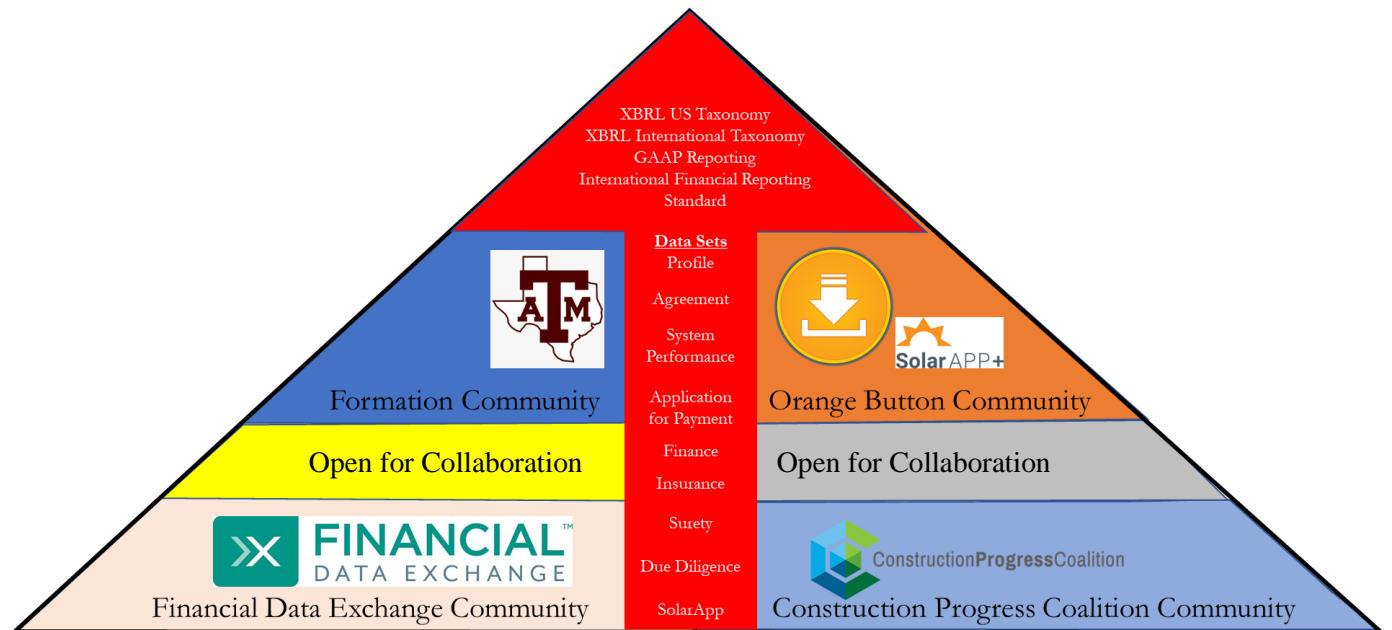 XBRL US Taxonomy
XBRL International Taxonomy
GAAP Reporting
International Financial Reporting
Standard
Data Sets
Profile
Agreement
System
Performance
Application
for Payment
Finance
Insurance
Surety
Due Diligence
SolarApp
ATM
Formation Community
SolarAPP+
Orange Button Community
Open for Collaboration
Open for Collaboration
FINANCIAL™
DATA EXCHANGE
Financial Data Exchange Community
ConstructionProgressCoalition
Construction Progress Coalition Community